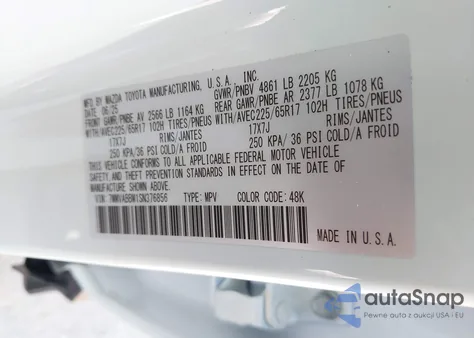 MFD BY MAZDA TOYOTA MANUFACTURING, U.S.A., INC.
DATE 06/25 GVWR/PNBV 4861 LB 2205 KG
FRONT GAWR/PNBE AV 2566 LB 1164 KG REAR GAWR/PNBE AR 2377 LB 1078 KG
WITH/AVEC225/65R17 102H TIRES/PNEUS WITH/AVEC225/65R17 102H TIRES/PNEUS
17X7J RIMS/JANTES 17X7J RIMS/JANTES
250 KPA/36 PSI COLD/A FROID 250 KPA/36 PSI COLD/A FROID
THIS VEHICLE CONFORMS TO ALL APPLICABLE FEDERAL MOTOR VEHICLE
SAFETY STANDARDS IN EFFECT ON THE DATE OF
MANUFACTURE SHOWN ABOVE.
VIN: 7MMVABBW1SN376856 TYPE: MPV COLOR CODE: 48K
MADE IN U.S.A.
autoSnap
Pewne auta z aukcji USA i EU